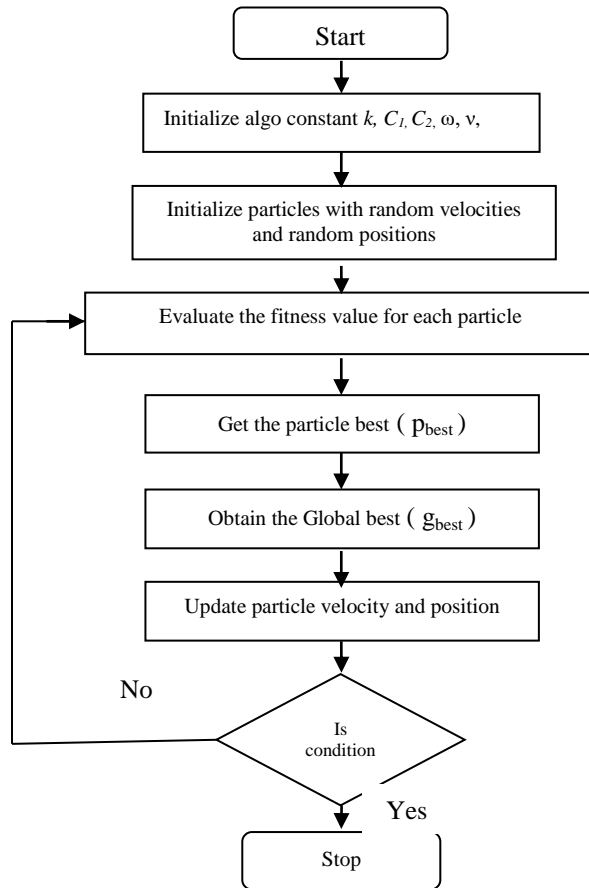 Start
Initialize algo constant k, C1, C2, ω, ν,
Initialize particles with random velocities
and random positions
Evaluate the fitness value for each particle
Get the particle best ( pbest )
Obtain the Global best ( gbest )
Update particle velocity and position
No
Is
condition
Yes
Stop